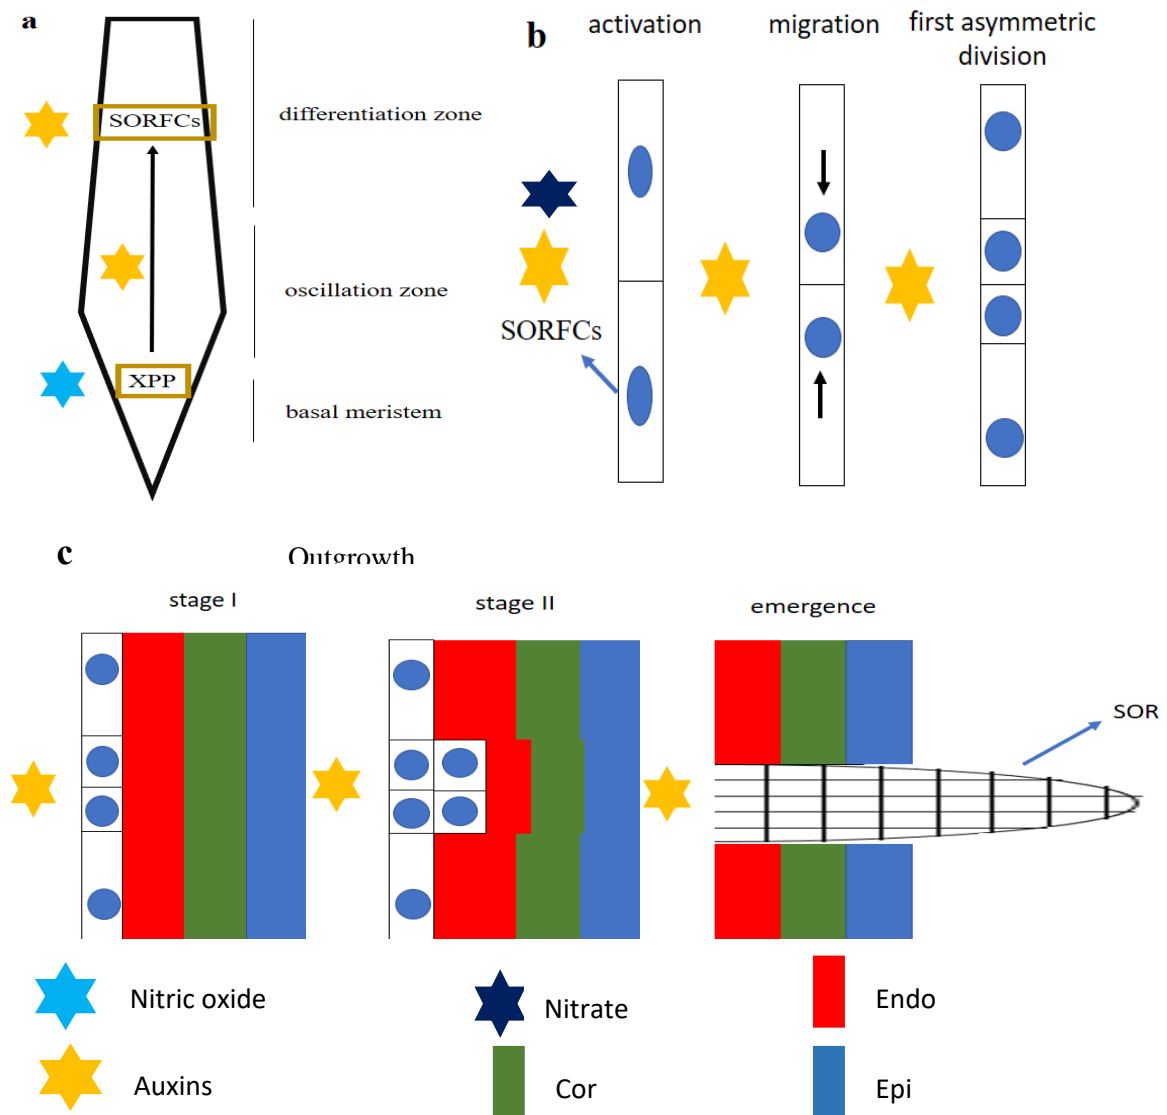 a
SORFCs
differentiation zone
oscillation zone
XPP
basal meristem
b
activation
migration
first asymmetric
division
SORFCs
c
Outgrowth
stage I
stage II
emergence
SOR
Nitric oxide
Nitrate
Endo
Auxins
Cor
Epi